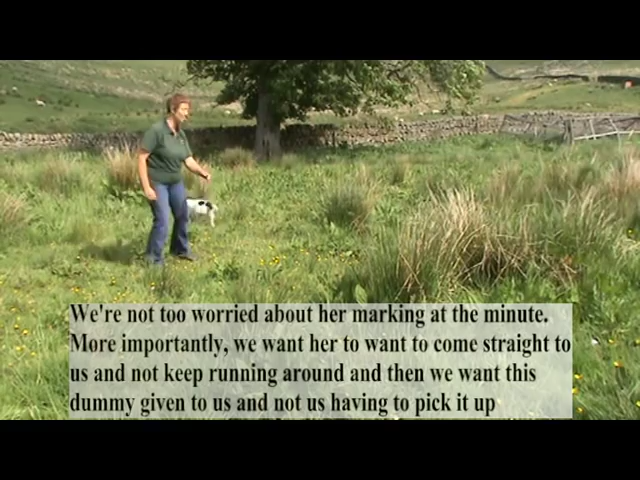 We're not too worried about her marking at the minute.
More importantly, we want her to want to come straight to
us and not keep running around and then we want this
dummy given to us and not us having to pick it up